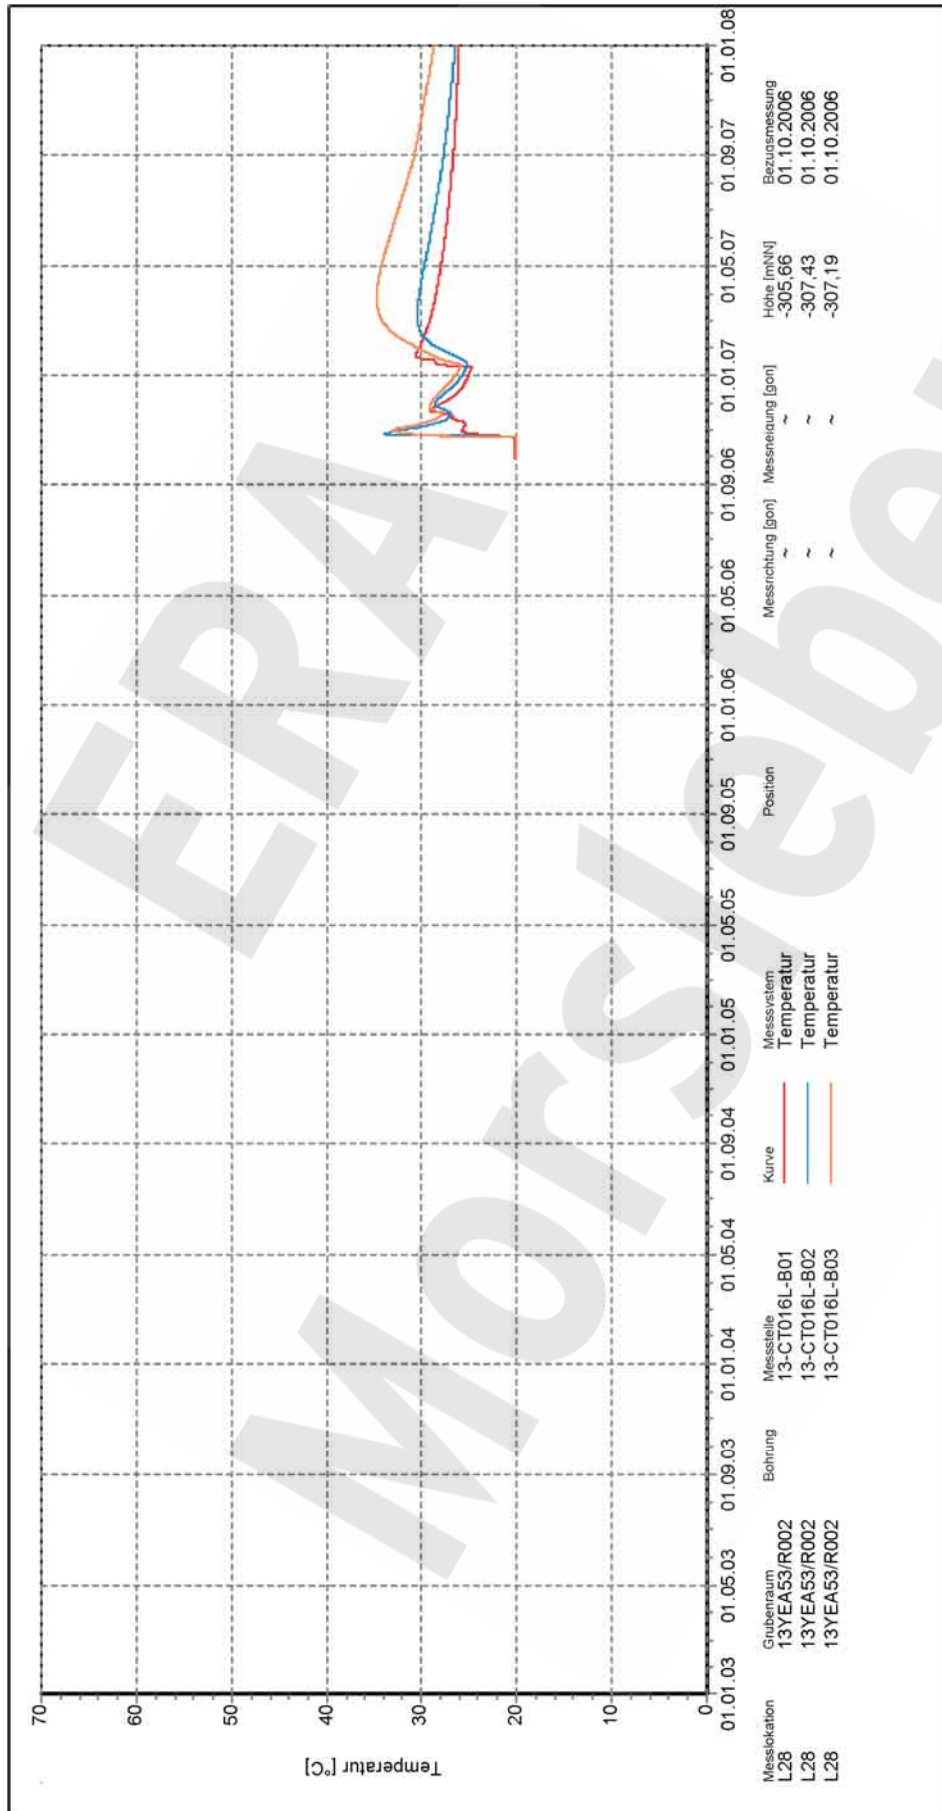 Temperatur [°C]
70
60
50
40
30
20
10
0
01.01.03 01.05.03 01.09.03 01.01.04 01.05.04 01.09.04 01.01.05 01.05.05 01.09.05 01.01.06 01.05.06 01.09.06 01.01.07 01.05.07 01.09.07 01.01.08
Messlokation Grubenraum Bohrung Messstelle Kurve Messsystem Position Messrichtung [gon] Messneigung [gon] Höhe [mNN] Bezugsmessung
L28 13YEA53/R002 13-CT016L-B01 Temperatur ~ ~ -305,66 01.10.2006
L28 13YEA53/R002 13-CT016L-B02 Temperatur ~ ~ -307,43 01.10.2006
L28 13YEA53/R002 13-CT016L-B03 Temperatur ~ ~ -307,19 01.10.2006
ERA